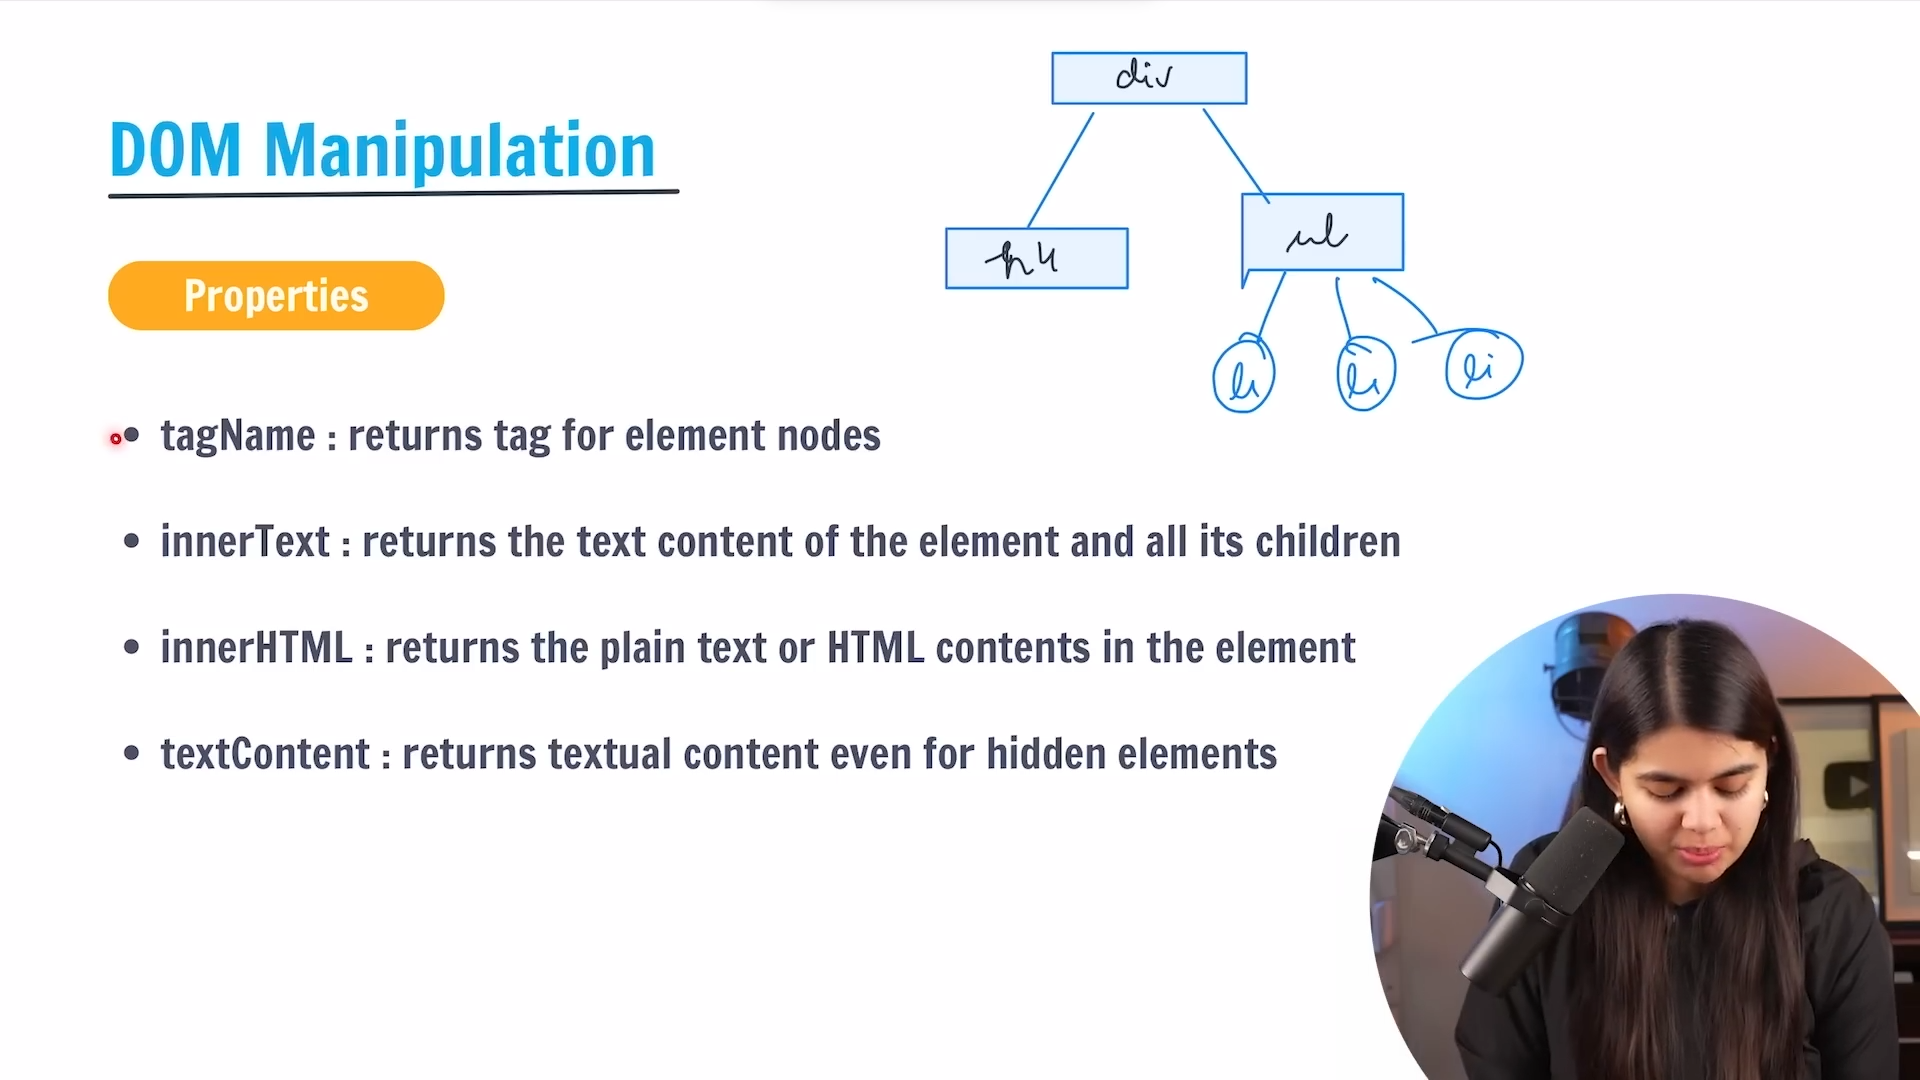 div
DOM Manipulation
h4
ul
Properties
li
li
li
• tagName : returns tag for element nodes
• innerText : returns the text content of the element and all its children
• innerHTML : returns the plain text or HTML contents in the element
• textContent : returns textual content even for hidden elements